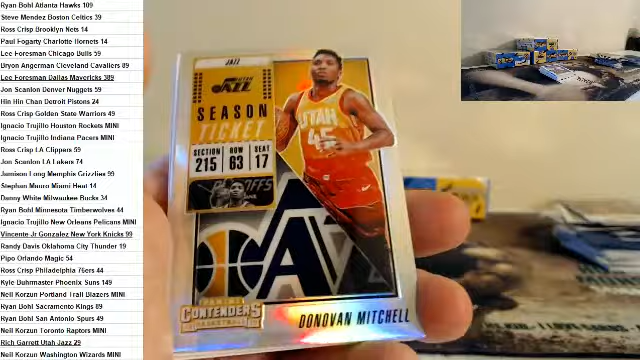 Ryan Bohl Atlanta Hawks 109
Steve Mendez Boston Celtics 39
Ross Crisp Brooklyn Nets 14
Paul Fogarty Charlotte Hornets 14
Lee Foresman Chicago Bulls 59
Bryon Angerman Cleveland Cavaliers 89
Lee Foresman Dallas Mavericks 389
Jon Scanlon Denver Nuggets 59
Hin Hin Chan Detroit Pistons 24
Ross Crisp Golden State Warriors 49
Ignacio Trujillo Houston Rockets MINI
Ignacio Trujillo Indiana Pacers MINI
Ross Crisp LA Clippers 59
Jon Scanlon LA Lakers 74
Jamison Long Memphis Grizzlies 99
Stephan Mauro Miami Heat 14
Danny White Milwaukee Bucks 34
Ryan Bohl Minnesota Timberwolves 44
Ignacio Trujillo New Orleans Pelicans MINI
Vincente Jr Gonzalez New York Knicks 99
Randy Davis Oklahoma City Thunder 19
Pipo Orlando Magic 54
Ross Crisp Philadelphia 76ers 44
Kyle Buhrmaster Phoenix Suns 149
Neil Korzun Portland Trail Blazers MINI
Ryan Bohl Sacramento Kings 89
Ryan Bohl San Antonio Spurs 49
Neil Korzun Toronto Raptors MINI
Rich Garrett Utah Jazz 29
Neil Korzun Washington Wizards MINI
JAZZ
UTAH
JAZZ
SEASON
TICKET
SECTION ROW SEAT
215 63 17
PLAYOFFS
UTAH
45
PANINI
CONTENDERS
BASKETBALL
DONOVAN MITCHELL